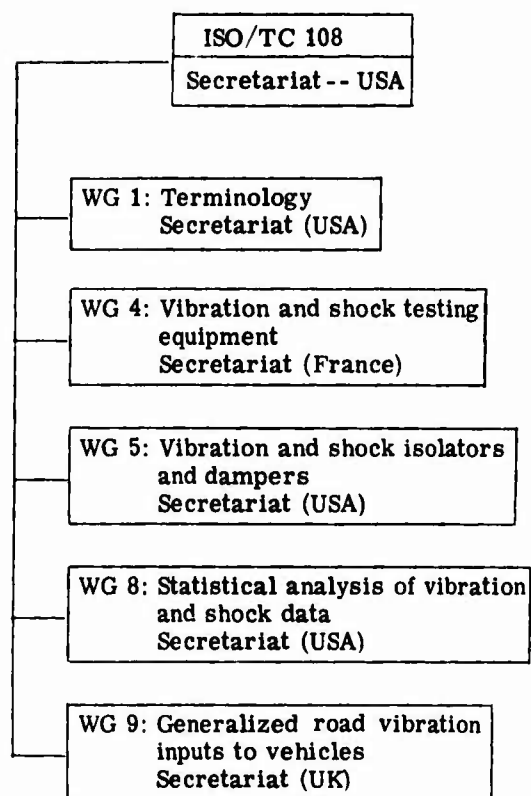 ISO/TC 108
Secretariat -- USA
WG 1: Terminology
Secretariat (USA)
WG 4: Vibration and shock testing
equipment
Secretariat (France)
WG 5: Vibration and shock isolators
and dampers
Secretariat (USA)
WG 8: Statistical analysis of vibration
and shock data
Secretariat (USA)
WG 9: Generalized road vibration
inputs to vehicles
Secretariat (UK)